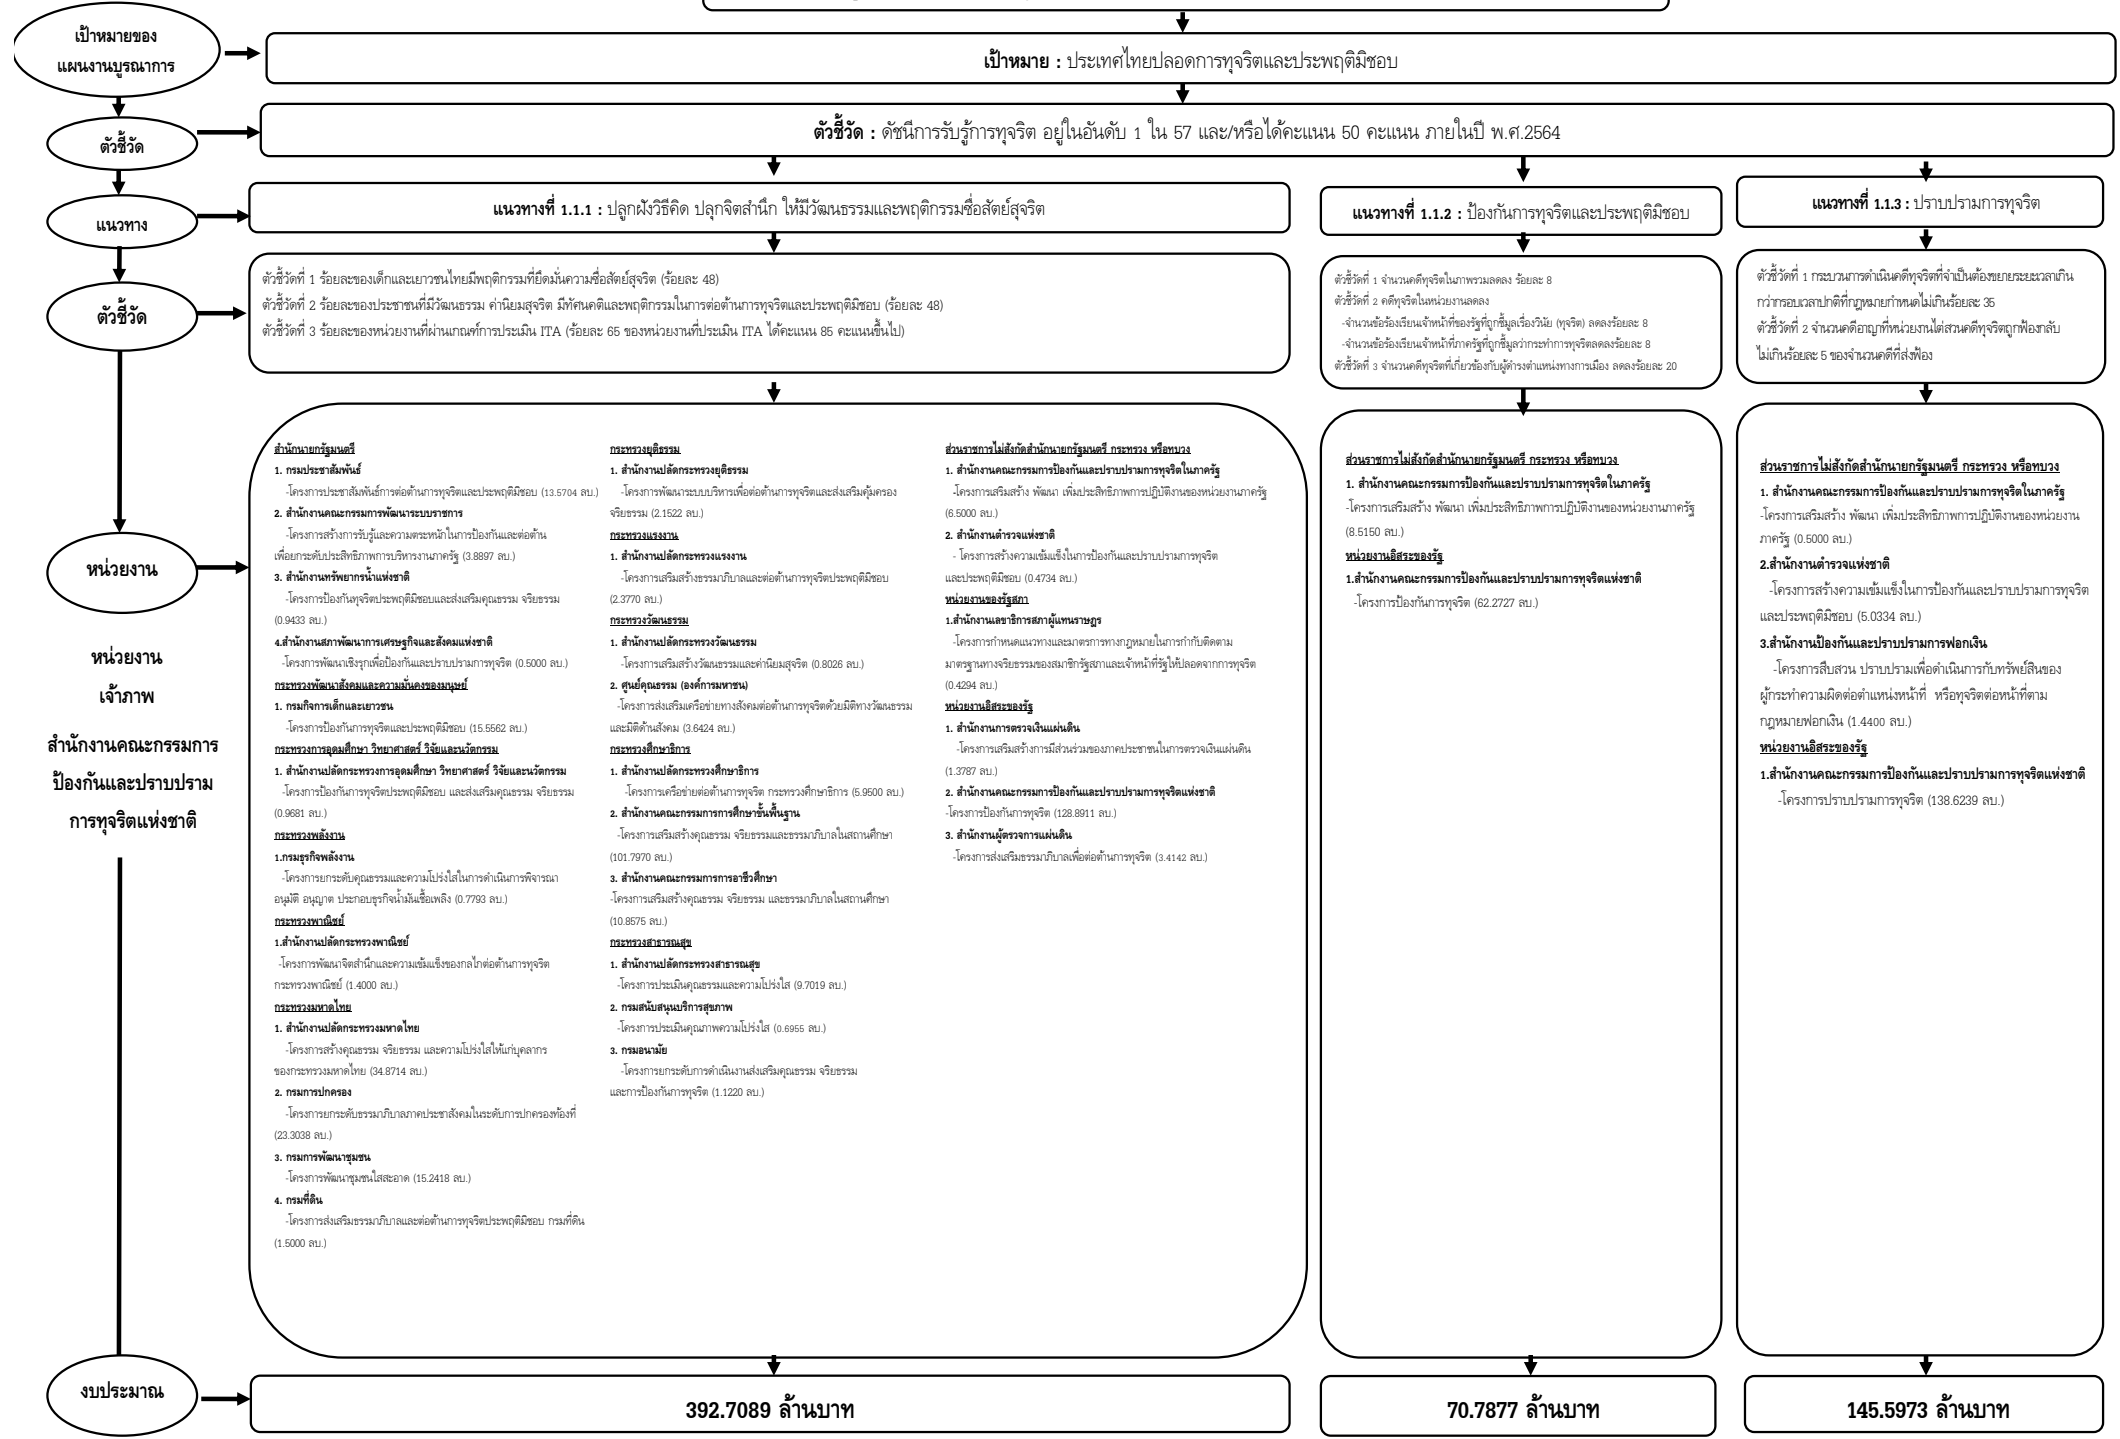 เป้าหมายของ
แผนงานบูรณาการ
เป้าหมาย : ประเทศไทยปลอดการทุจริตและประพฤติมิชอบ
ตัวชี้วัด
ตัวชี้วัด : ดัชนีการรับรู้การทุจริต อยู่ในอันดับ 1 ใน 57 และ/หรือได้คะแนน 50 คะแนน ภายในปี พ.ศ.2564
แนวทาง
แนวทางที่ 1.1.1 : ปลูกฝังวิธีคิด ปลุกจิตสำนึก ให้มีวัฒนธรรมและพฤติกรรมซื่อสัตย์สุจริต
แนวทางที่ 1.1.2 : ป้องกันการทุจริตและประพฤติมิชอบ
แนวทางที่ 1.1.3 : ปราบปรามการทุจริต
ตัวชี้วัด
ตัวชี้วัดที่ 1 ร้อยละของเด็กและเยาวชนไทยมีพฤติกรรมที่ยึดมั่นความซื่อสัตย์สุจริต (ร้อยละ 48)
ตัวชี้วัดที่ 2 ร้อยละของประชาชนที่มีวัฒนธรรม ค่านิยมสุจริต มีทัศนคติและพฤติกรรมในการต่อต้านการทุจริตและประพฤติมิชอบ (ร้อยละ 48)
ตัวชี้วัดที่ 3 ร้อยละของหน่วยงานที่ผ่านเกณฑ์การประเมิน ITA (ร้อยละ 65 ของหน่วยงานที่ประเมิน ITA ได้คะแนน 85 คะแนนขึ้นไป)
ตัวชี้วัดที่ 1 จำนวนคดีทุจริตในภาพรวมลดลง ร้อยละ 8
ตัวชี้วัดที่ 2 คดีทุจริตในหน่วยงานลดลง
-จำนวนข้อร้องเรียนเจ้าหน้าที่ของรัฐที่ถูกชี้มูลเรื่องวินัย (ทุจริต) ลดลงร้อยละ 8
-จำนวนข้อร้องเรียนเจ้าหน้าที่ภาครัฐที่ถูกชี้มูลว่ากระทำการทุจริตลดลงร้อยละ 8
ตัวชี้วัดที่ 3 จำนวนคดีทุจริตที่เกี่ยวข้องกับผู้ดำรงตำแหน่งทางการเมือง ลดลงร้อยละ 20
ตัวชี้วัดที่ 1 กระบวนการดำเนินคดีทุจริตที่จำเป็นต้องขยายระยะเวลาเกิน
กว่ากรอบเวลาปกติที่กฎหมายกำหนดไม่เกินร้อยละ 35
ตัวชี้วัดที่ 2 จำนวนคดีอาญาที่หน่วยงานไต่สวนคดีทุจริตถูกฟ้องกลับ
ไม่เกินร้อยละ 5 ของจำนวนคดีที่ส่งฟ้อง
หน่วยงาน
หน่วยงาน
เจ้าภาพ
สำนักงานคณะกรรมการ
ป้องกันและปราบปราม
การทุจริตแห่งชาติ
สำนักนายกรัฐมนตรี
1. กรมประชาสัมพันธ์
-โครงการประชาสัมพันธ์การต่อต้านการทุจริตและประพฤติมิชอบ (13.5704 ลบ.)
2. สำนักงานคณะกรรมการพัฒนาระบบราชการ
-โครงการสร้างการรับรู้และความตระหนักในการป้องกันและต่อต้าน
เพื่อยกระดับประสิทธิภาพการบริหารงานภาครัฐ (3.8897 ลบ.)
3. สำนักงานทรัพยากรน้ำแห่งชาติ
-โครงการป้องกันทุจริตประพฤติมิชอบและส่งเสริมคุณธรรม จริยธรรม
(0.9433 ลบ.)
4.สำนักงานสภาพัฒนาการเศรษฐกิจและสังคมแห่งชาติ
-โครงการพัฒนาเชิงรุกเพื่อป้องกันและปราบปรามการทุจริต (0.5000 ลบ.)
กระทรวงพัฒนาสังคมและความมั่นคงของมนุษย์
1. กรมกิจการเด็กและเยาวชน
-โครงการป้องกันการทุจริตและประพฤติมิชอบ (15.5562 ลบ.)
กระทรวงการอุดมศึกษา วิทยาศาสตร์ วิจัยและนวัตกรรม
1. สำนักงานปลัดกระทรวงการอุดมศึกษา วิทยาศาสตร์ วิจัยและนวัตกรรม
-โครงการป้องกันการทุจริตประพฤติมิชอบ และส่งเสริมคุณธรรม จริยธรรม
(0.9681 ลบ.)
กระทรวงพลังงาน
1.กรมธุรกิจพลังงาน
-โครงการยกระดับคุณธรรมและความโปร่งใสในการดำเนินการพิจารณา
อนุมัติ อนุญาต ประกอบธุรกิจน้ำมันเชื้อเพลิง (0.7793 ลบ.)
กระทรวงพาณิชย์
1.สำนักงานปลัดกระทรวงพาณิชย์
-โครงการพัฒนาจิตสำนึกและความเข้มแข็งของกลไกต่อต้านการทุจริต
กระทรวงพาณิชย์ (1.4000 ลบ.)
กระทรวงมหาดไทย
1. สำนักงานปลัดกระทรวงมหาดไทย
-โครงการสร้างคุณธรรม จริยธรรม และความโปร่งใสให้แก่บุคลากร
ของกระทรวงมหาดไทย (34.8714 ลบ.)
2. กรมการปกครอง
-โครงการยกระดับธรรมาภิบาลภาคประชาสังคมในระดับการปกครองท้องที่
(23.3038 ลบ.)
3. กรมการพัฒนาชุมชน
-โครงการพัฒนาชุมชนใสสะอาด (15.2418 ลบ.)
4. กรมที่ดิน
-โครงการส่งเสริมธรรมาภิบาลและต่อต้านการทุจริตประพฤติมิชอบ กรมที่ดิน
(1.5000 ลบ.)
กระทรวงยุติธรรม
1. สำนักงานปลัดกระทรวงยุติธรรม
-โครงการพัฒนาระบบบริหารเพื่อต่อต้านการทุจริตและส่งเสริมคุ้มครอง
จริยธรรม (2.1522 ลบ.)
กระทรวงแรงงาน
1. สำนักงานปลัดกระทรวงแรงงาน
-โครงการเสริมสร้างธรรมาภิบาลและต่อต้านการทุจริตประพฤติมิชอบ
(2.3770 ลบ.)
กระทรวงวัฒนธรรม
1. สำนักงานปลัดกระทรวงวัฒนธรรม
-โครงการเสริมสร้างวัฒนธรรมและค่านิยมสุจริต (0.8026 ลบ.)
2. ศูนย์คุณธรรม (องค์การมหาชน)
-โครงการส่งเสริมเครือข่ายทางสังคมต่อต้านการทุจริตด้วยมิติทางวัฒนธรรม
และมิติด้านสังคม (3.6424 ลบ.)
กระทรวงศึกษาธิการ
1. สำนักงานปลัดกระทรวงศึกษาธิการ
-โครงการเครือข่ายต่อต้านการทุจริต กระทรวงศึกษาธิการ (5.9500 ลบ.)
2. สำนักงานคณะกรรมการการศึกษาขั้นพื้นฐาน
-โครงการเสริมสร้างคุณธรรม จริยธรรมและธรรมาภิบาลในสถานศึกษา
(101.7970 ลบ.)
3. สำนักงานคณะกรรมการการอาชีวศึกษา
-โครงการเสริมสร้างคุณธรรม จริยธรรม และธรรมาภิบาลในสถานศึกษา
(10.8575 ลบ.)
กระทรวงสาธารณสุข
1. สำนักงานปลัดกระทรวงสาธารณสุข
-โครงการประเมินคุณธรรมและความโปร่งใส (9.7019 ลบ.)
2. กรมสนับสนุนบริการสุขภาพ
-โครงการประเมินคุณภาพความโปร่งใส (0.6955 ลบ.)
3. กรมอนามัย
-โครงการยกระดับการดำเนินงานส่งเสริมคุณธรรม จริยธรรม
และการป้องกันการทุจริต (1.1220 ลบ.)
ส่วนราชการไม่สังกัดสำนักนายกรัฐมนตรี กระทรวง หรือทบวง
1. สำนักงานคณะกรรมการป้องกันและปราบปรามการทุจริตในภาครัฐ
-โครงการเสริมสร้าง พัฒนา เพิ่มประสิทธิภาพการปฏิบัติงานของหน่วยงานภาครัฐ
(6.5000 ลบ.)
2. สำนักงานตำรวจแห่งชาติ
- โครงการสร้างความเข้มแข็งในการป้องกันและปราบปรามการทุจริต
และประพฤติมิชอบ (0.4734 ลบ.)
หน่วยงานของรัฐสภา
1.สำนักงานเลขาธิการสภาผู้แทนราษฎร
-โครงการกำหนดแนวทางและมาตรการทางกฎหมายในการกำกับติดตาม
มาตรฐานทางจริยธรรมของสมาชิกรัฐสภาและเจ้าหน้าที่รัฐให้ปลอดจากการทุจริต
(0.4294 ลบ.)
หน่วยงานอิสระของรัฐ
1. สำนักงานการตรวจเงินแผ่นดิน
-โครงการเสริมสร้างการมีส่วนร่วมของภาคประชาชนในการตรวจเงินแผ่นดิน
(1.3787 ลบ.)
2. สำนักงานคณะกรรมการป้องกันและปราบปรามการทุจริตแห่งชาติ
-โครงการป้องกันการทุจริต (128.8911 ลบ.)
3. สำนักงานผู้ตรวจการแผ่นดิน
-โครงการส่งเสริมธรรมาภิบาลเพื่อต่อต้านการทุจริต (3.4142 ลบ.)
ส่วนราชการไม่สังกัดสำนักนายกรัฐมนตรี กระทรวง หรือทบวง
1. สำนักงานคณะกรรมการป้องกันและปราบปรามการทุจริตในภาครัฐ
-โครงการเสริมสร้าง พัฒนา เพิ่มประสิทธิภาพการปฏิบัติงานของหน่วยงานภาครัฐ
(8.5150 ลบ.)
หน่วยงานอิสระของรัฐ
1.สำนักงานคณะกรรมการป้องกันและปราบปรามการทุจริตแห่งชาติ
-โครงการป้องกันการทุจริต (62.2727 ลบ.)
ส่วนราชการไม่สังกัดสำนักนายกรัฐมนตรี กระทรวง หรือทบวง
1. สำนักงานคณะกรรมการป้องกันและปราบปรามการทุจริตในภาครัฐ
-โครงการเสริมสร้าง พัฒนา เพิ่มประสิทธิภาพการปฏิบัติงานของหน่วยงาน
ภาครัฐ (0.5000 ลบ.)
2.สำนักงานตำรวจแห่งชาติ
-โครงการสร้างความเข้มแข็งในการป้องกันและปราบปรามการทุจริต
และประพฤติมิชอบ (5.0334 ลบ.)
3.สำนักงานป้องกันและปราบปรามการฟอกเงิน
-โครงการสืบสวน ปราบปรามเพื่อดำเนินการกับทรัพย์สินของ
ผู้กระทำความผิดต่อตำแหน่งหน้าที่ หรือทุจริตต่อหน้าที่ตาม
กฎหมายฟอกเงิน (1.4400 ลบ.)
หน่วยงานอิสระของรัฐ
1.สำนักงานคณะกรรมการป้องกันและปราบปรามการทุจริตแห่งชาติ
-โครงการปราบปรามการทุจริต (138.6239 ลบ.)
งบประมาณ
392.7089 ล้านบาท
70.7877 ล้านบาท
145.5973 ล้านบาท